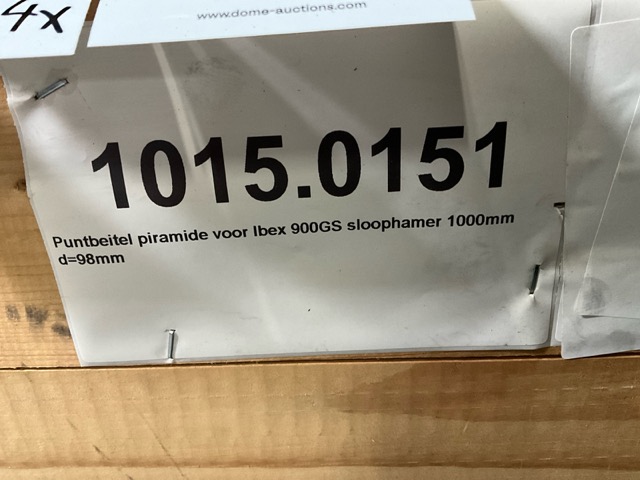 4x
www.dome-auctions.com
1015.0151
Puntbeitel piramide voor Ibex 900GS sloophamer 1000mm
d=98mm